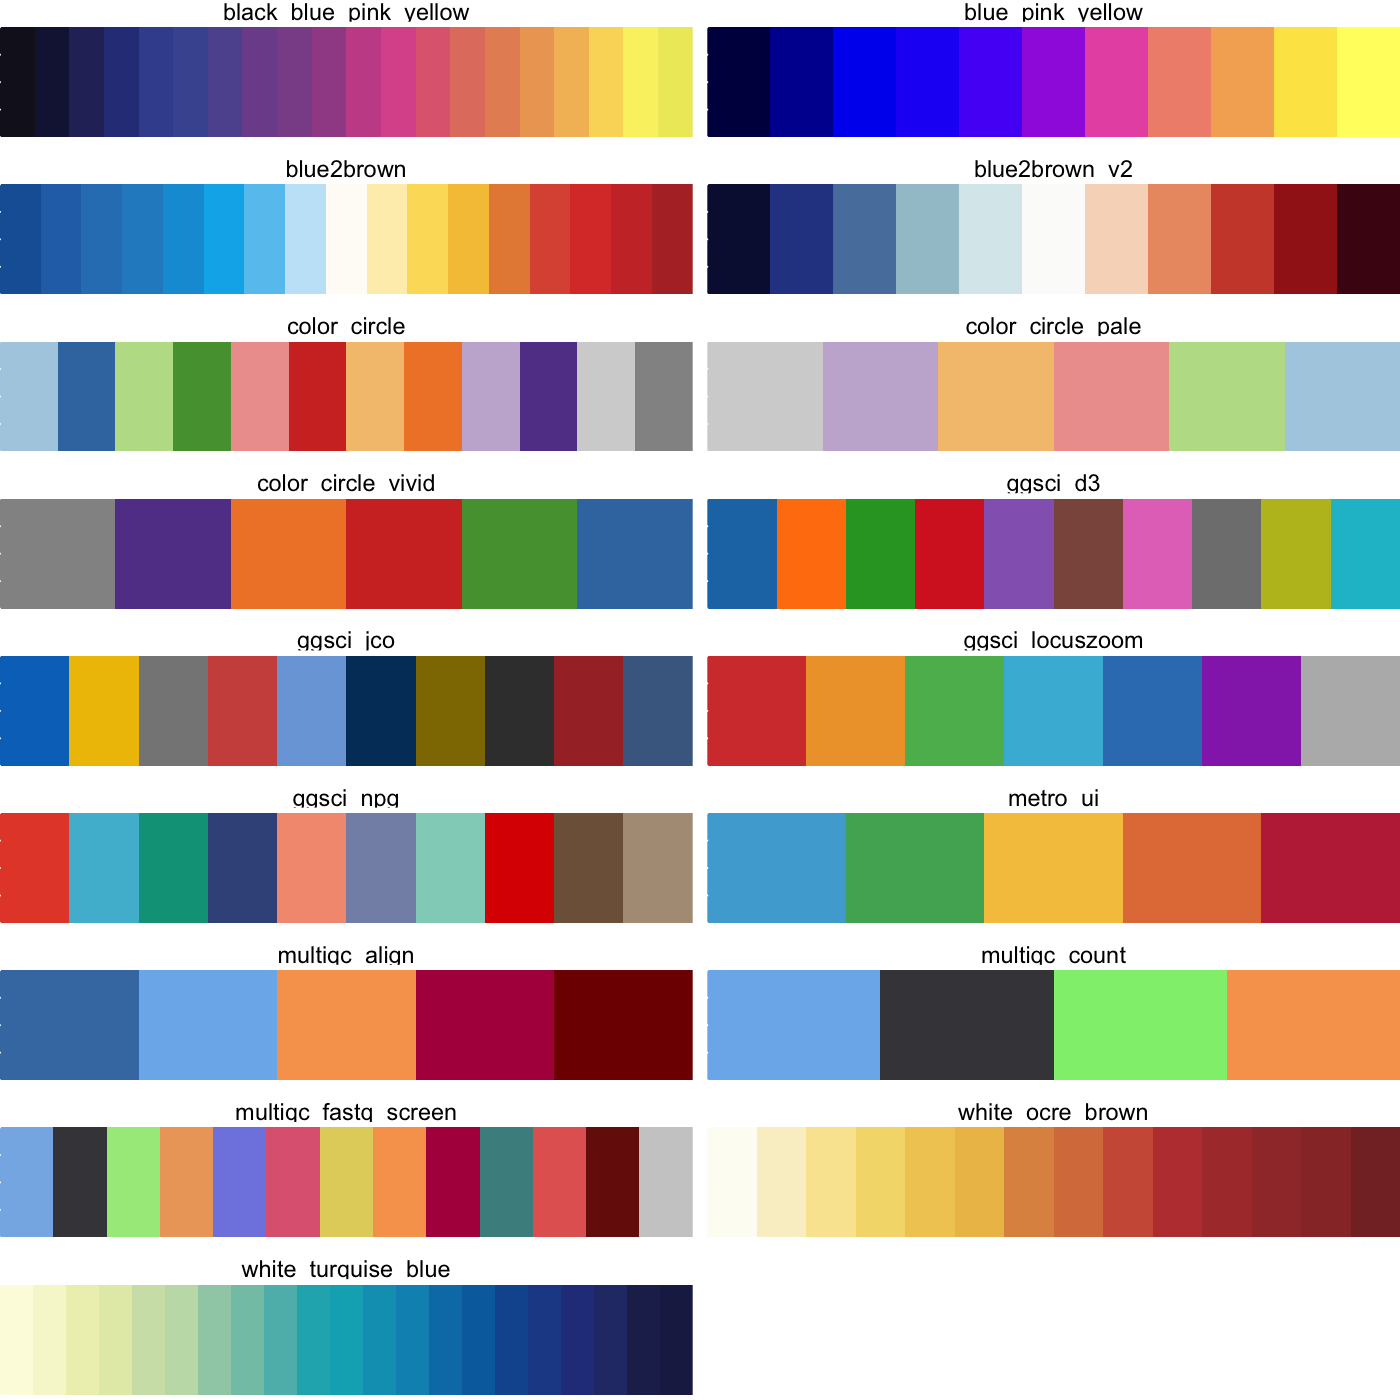 black blue pink yellow
blue pink yellow
blue2brown
blue2brown v2
color circle
color circle pale
color circle vivid
ggsci d3
ggsci jco
ggsci locuszoom
ggsci npg
metro ui
multiqc align
multiqc count
multiqc fastq screen
white ocre brown
white turquise blue